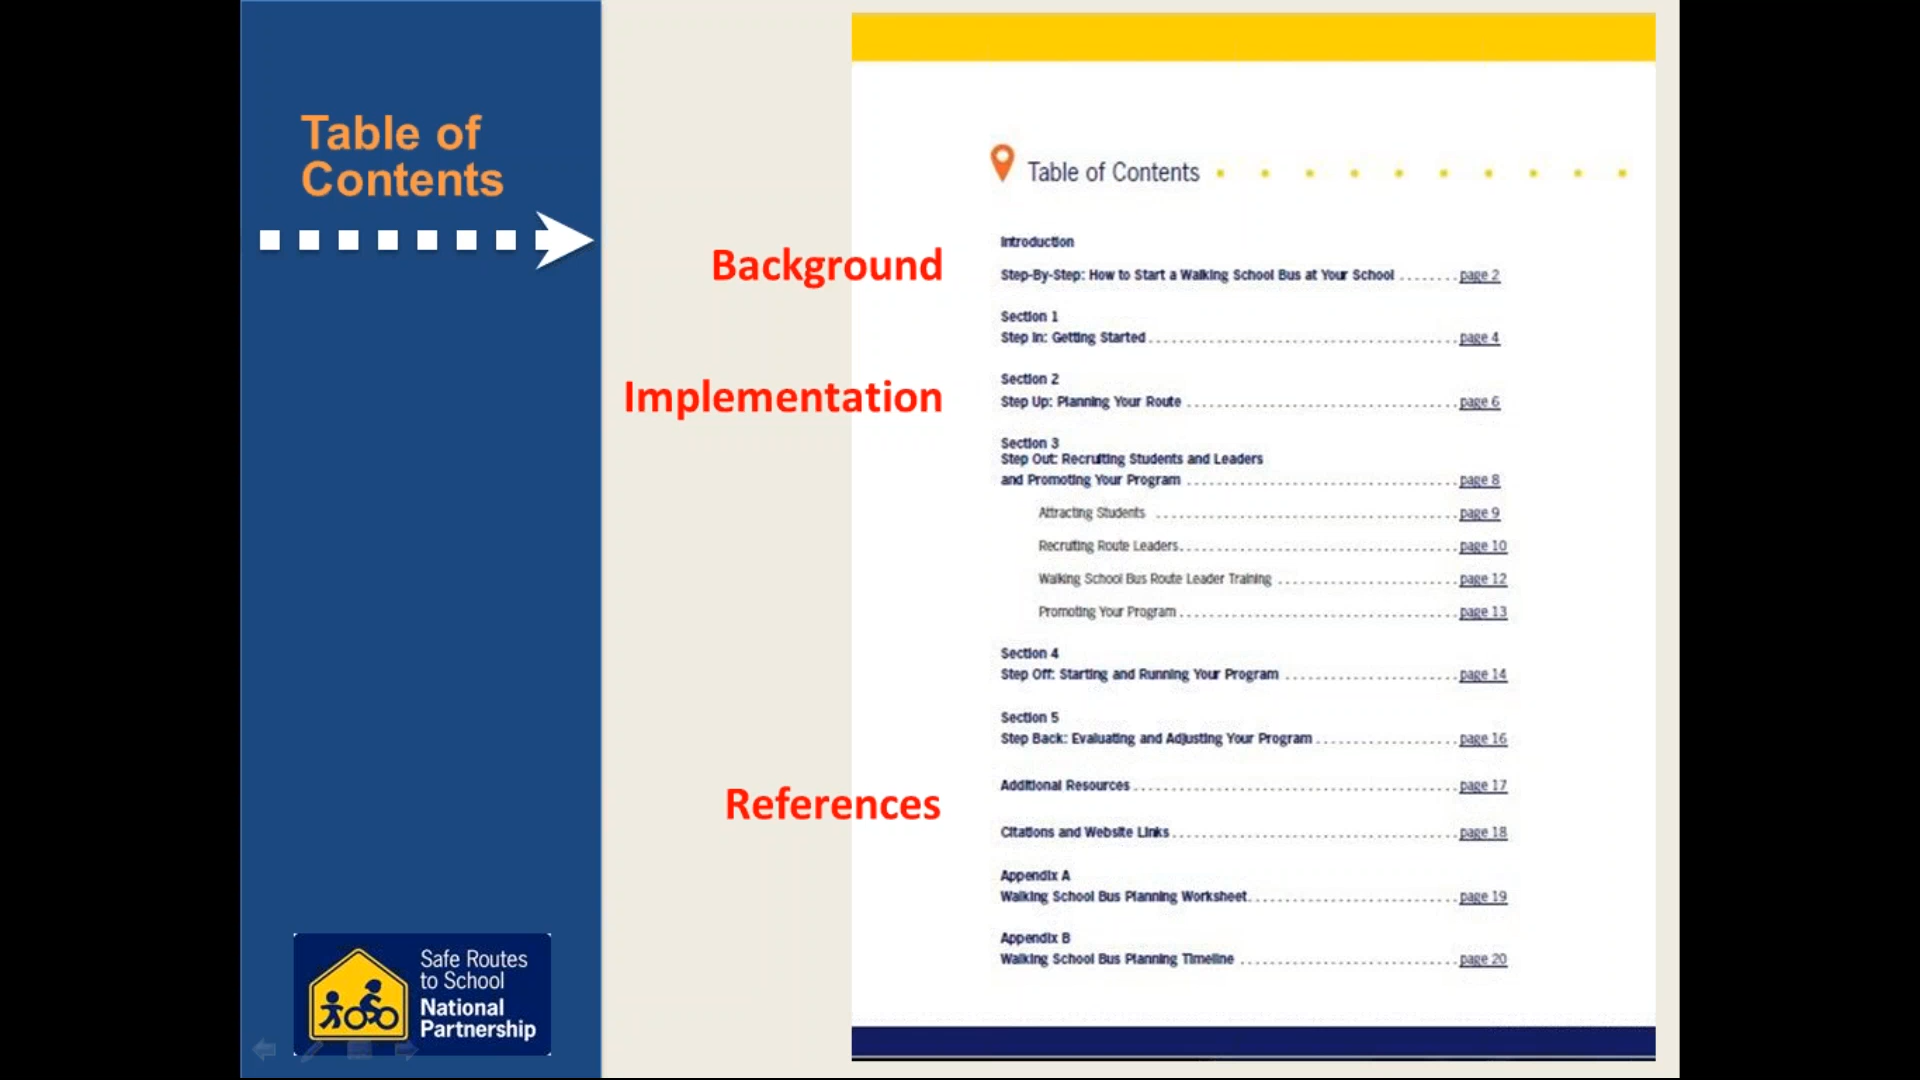 Table of
Contents
Background
Implementation
References
Table of Contents
Introduction
Step-By-Step: How to Start a Walking School Bus at Your School ....... page 2
Section 1
Step In: Getting Started ....... page 4
Section 2
Step Up: Planning Your Route ....... page 6
Section 3
Step Out: Recruiting Students and Leaders
and Promoting Your Program ....... page 8
Attracting Students ....... page 9
Recruiting Route Leaders ....... page 10
Walking School Bus Route Leader Training ....... page 12
Promoting Your Program ....... page 13
Section 4
Step Off: Starting and Running Your Program ....... page 14
Section 5
Step Back: Evaluating and Adjusting Your Program ....... page 16
Additional Resources ....... page 17
Citations and Website Links ....... page 18
Appendix A
Walking School Bus Planning Worksheet ....... page 19
Appendix B
Walking School Bus Planning Timeline ....... page 20
Safe Routes
to School
National
Partnership